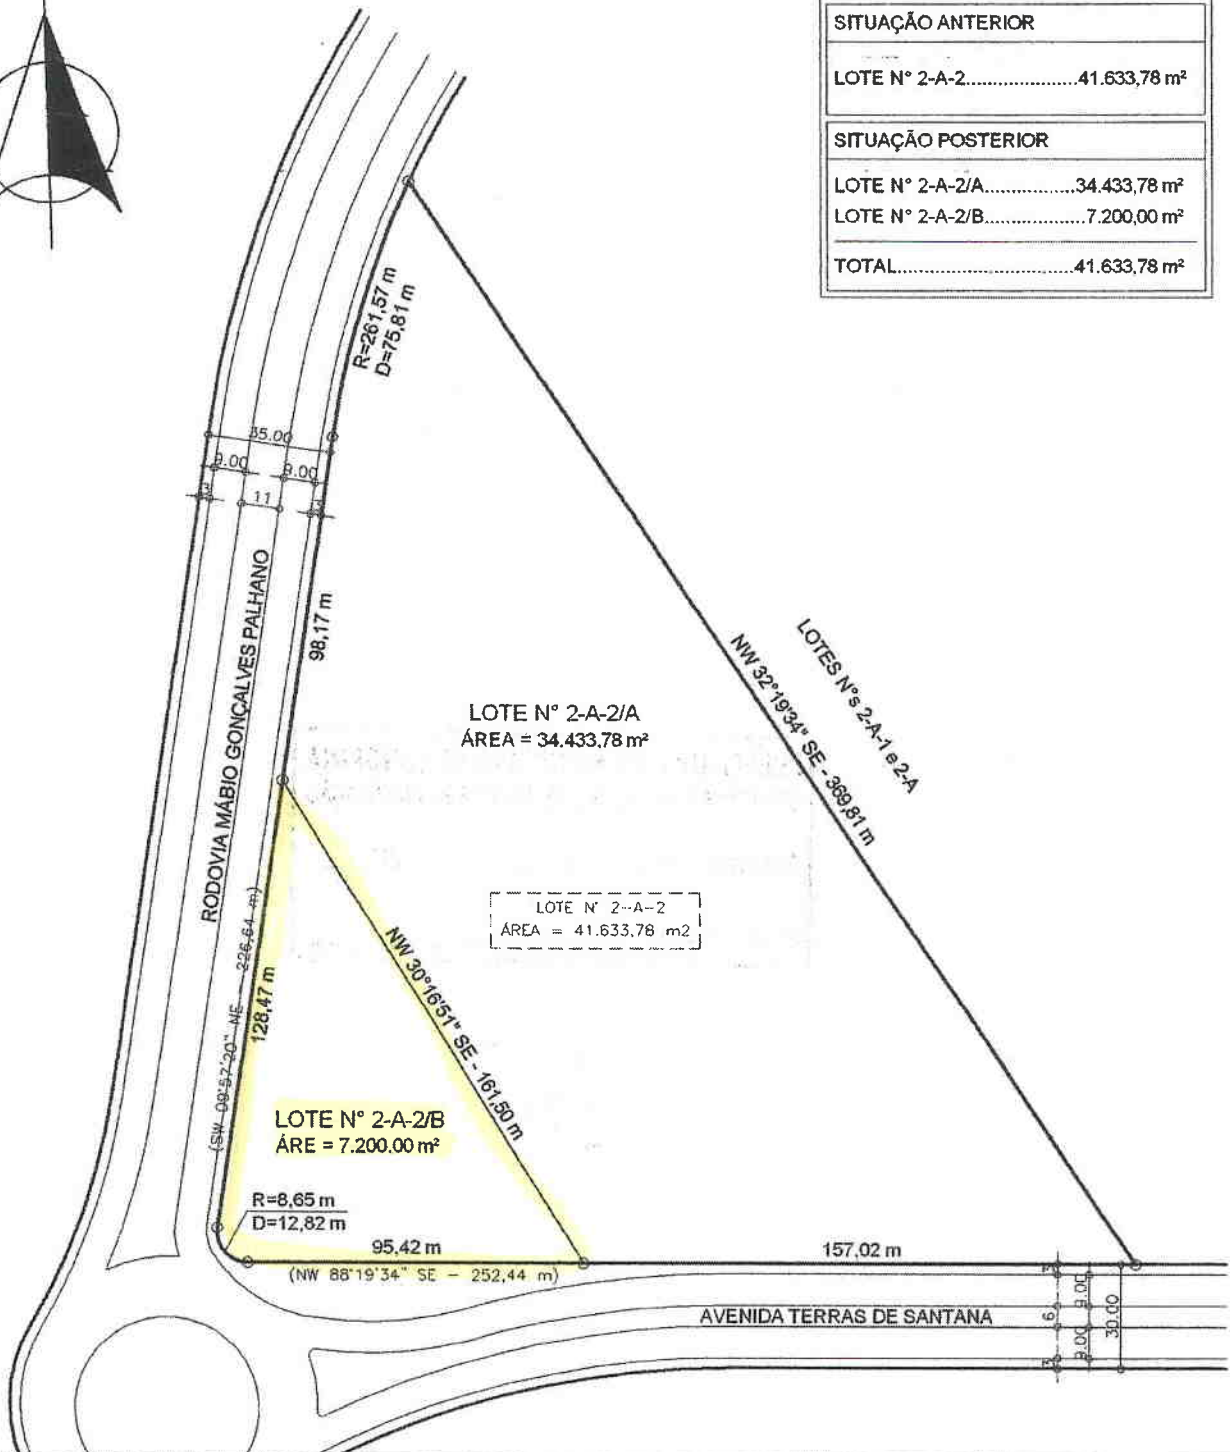 SITUAÇÃO ANTERIOR
LOTE N° 2-A-2.....................41.633,78 m²
SITUAÇÃO POSTERIOR
LOTE N° 2-A-2/A.................34.433,78 m²
LOTE N° 2-A-2/B...................7.200,00 m²
TOTAL.................................41.633,78 m²
R=261,57 m
D=75,81 m
35.00
9.00
9.00
3
11
3
98,17 m
RODOVIA MÁBIO GONÇALVES PALHANO
LOTES N°s 2-A-1 e 2-A
NW 32°19'34" SE - 369,81 m
LOTE N° 2-A-2/A
ÁREA = 34.433,78 m²
LOTE N° 2--A-2
ÁREA = 41.633,78 m2
NW 30°16'51" SE - 161,50 m
128,47 m
(SW 09°57'20" NE - 226,64 m)
LOTE N° 2-A-2/B
ÁRE = 7.200.00 m²
R=8,65 m
D=12,82 m
95,42 m
157,02 m
(NW 88°19'34" SE - 252,44 m)
AVENIDA TERRAS DE SANTANA
3
9.00
6
9.00
3
30.00